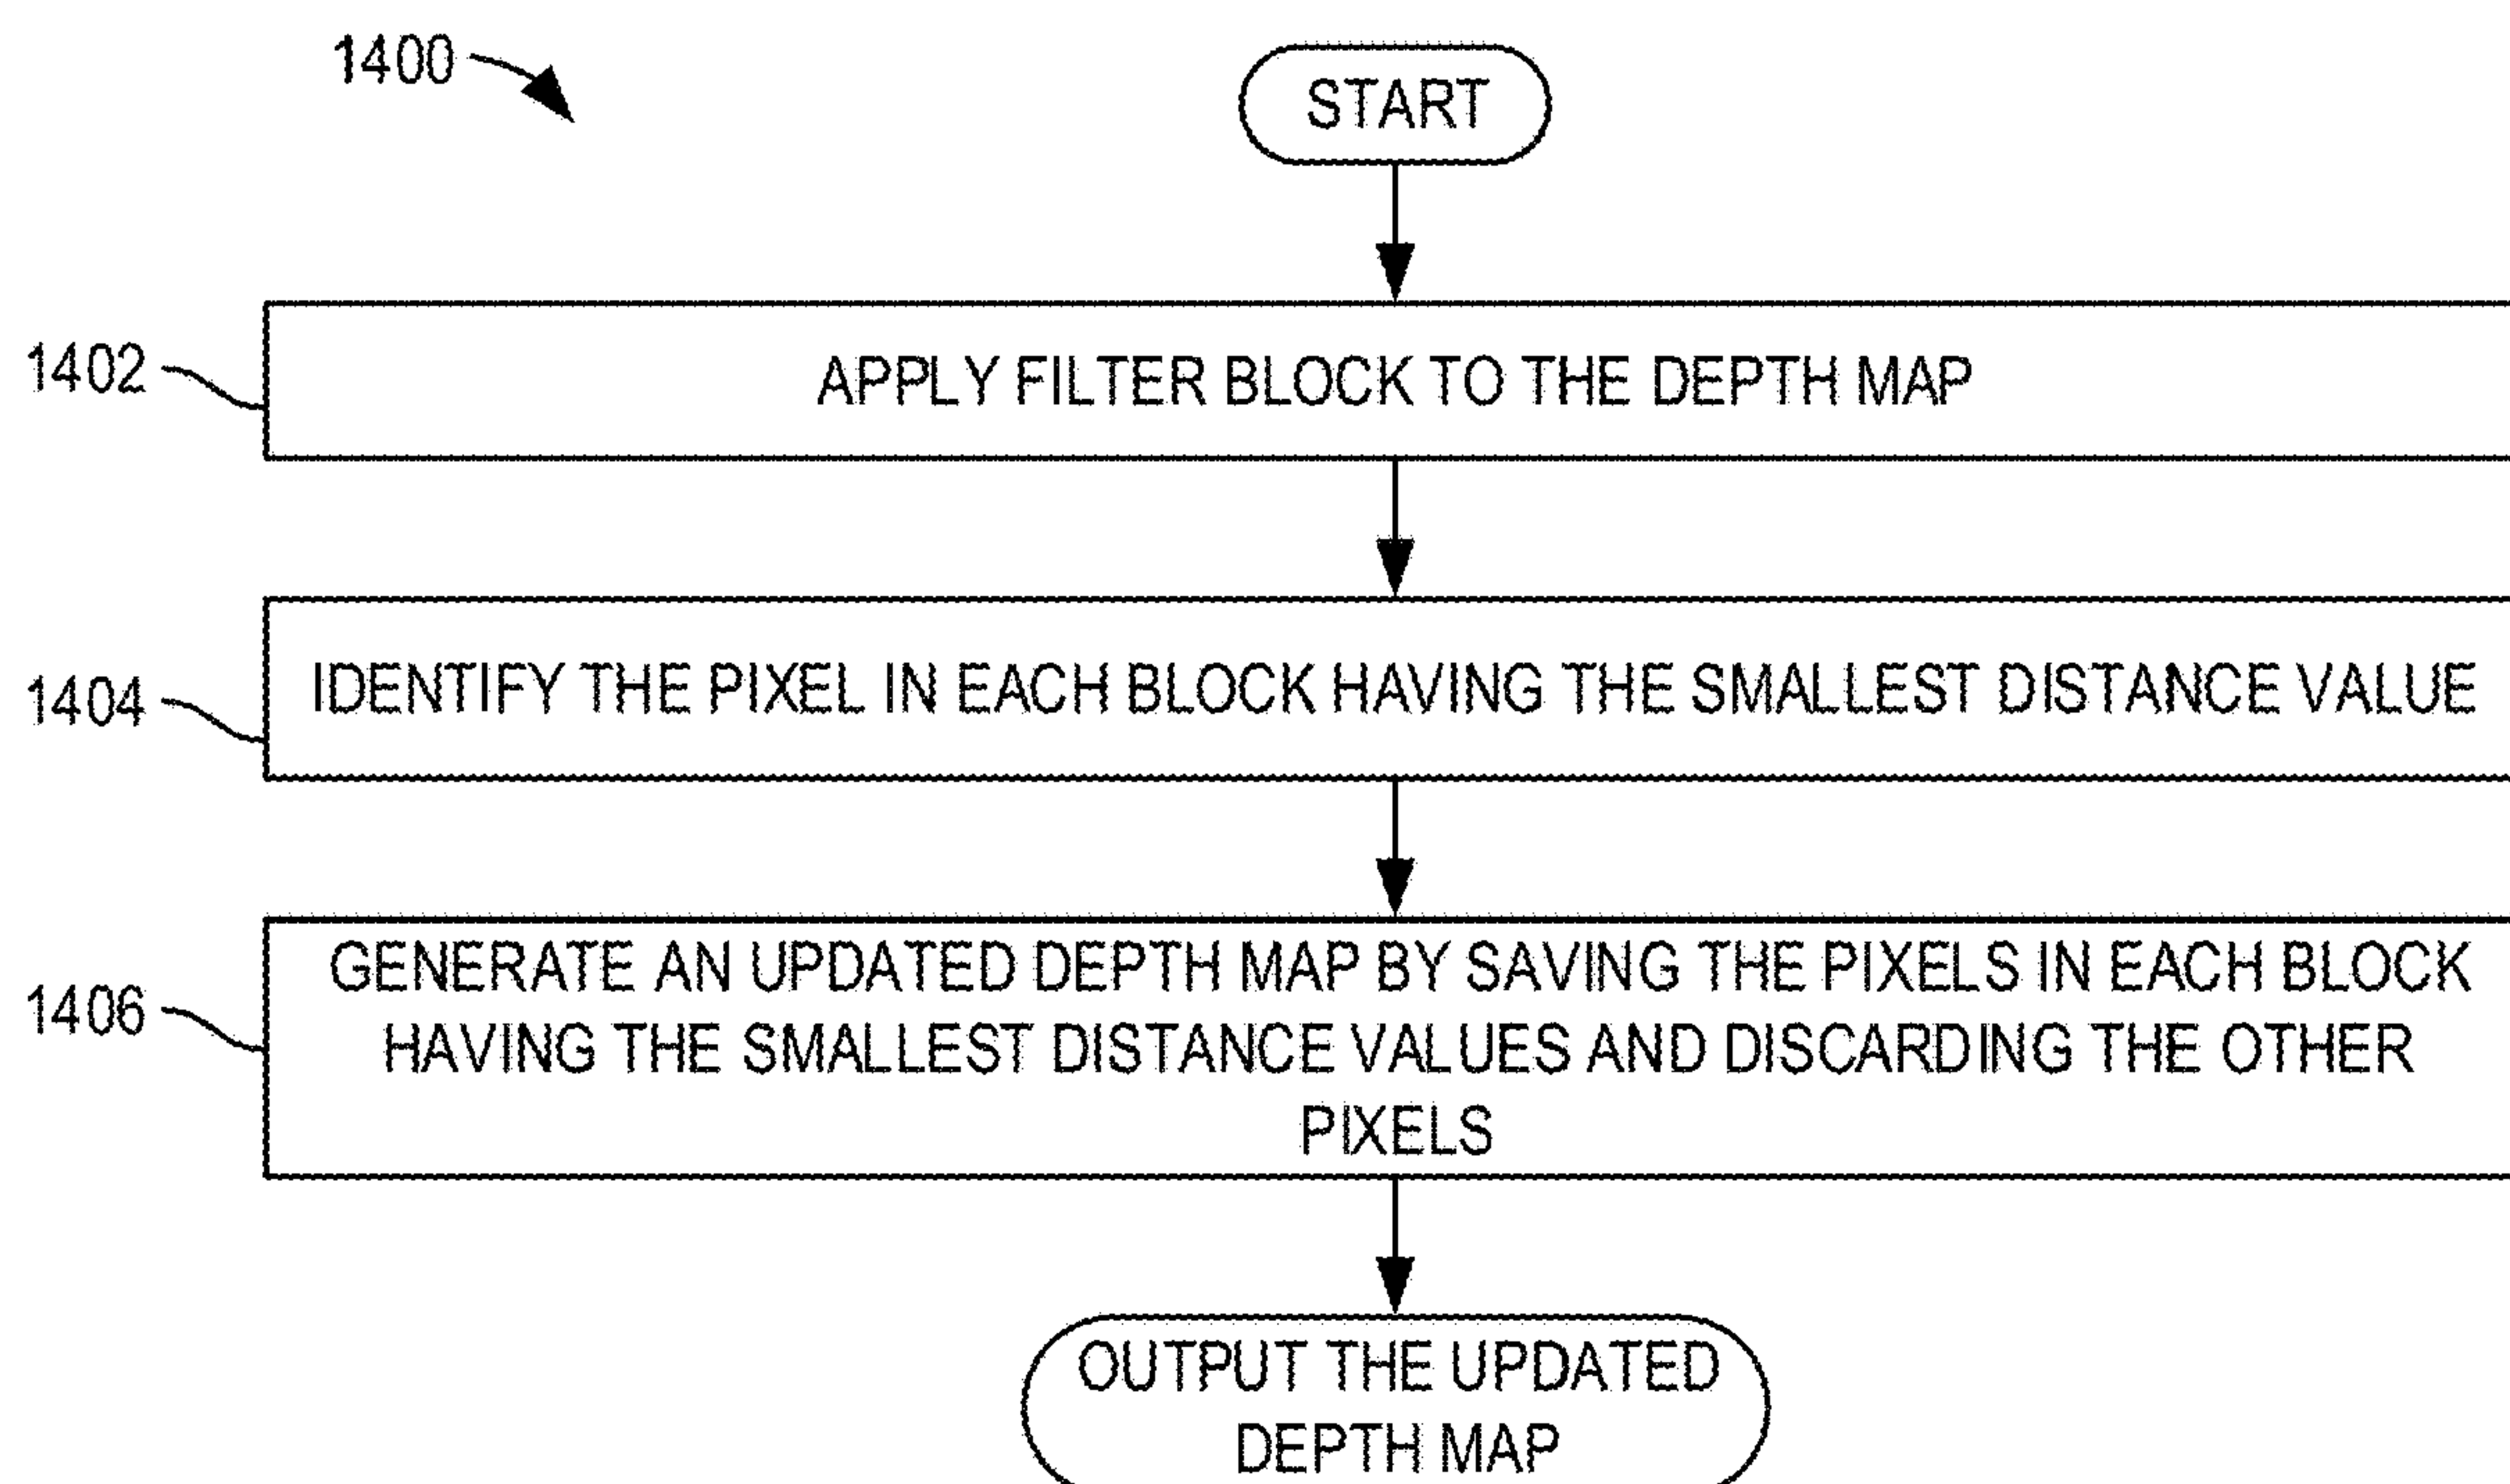 1400
START
1402
APPLY FILTER BLOCK TO THE DEPTH MAP
1404
IDENTIFY THE PIXEL IN EACH BLOCK HAVING THE SMALLEST DISTANCE VALUE
1406
GENERATE AN UPDATED DEPTH MAP BY SAVING THE PIXELS IN EACH BLOCK
HAVING THE SMALLEST DISTANCE VALUES AND DISCARDING THE OTHER
PIXELS
OUTPUT THE UPDATED
DEPTH MAP